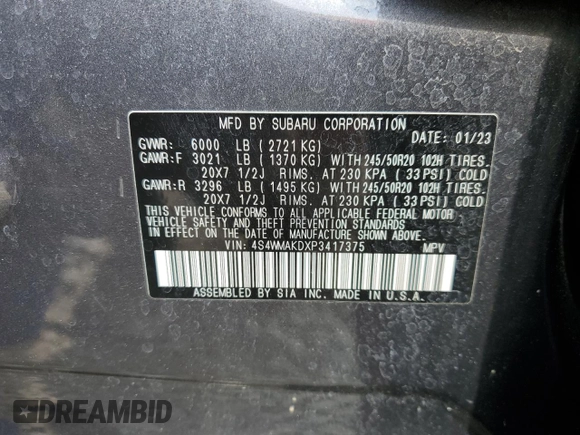 MFD BY SUBARU CORPORATION
DATE: 01/23
GVWR: 6000 LB (2721 KG)
GAWR:F 3021 LB (1370 KG) WITH 245/50R20 102H TIRES.
20X7 1/2J RIMS. AT 230 KPA (33 PSI) COLD
GAWR:R 3296 LB (1495 KG) WITH 245/50R20 102H TIRES.
20X7 1/2J RIMS. AT 230 KPA (33 PSI) COLD
THIS VEHICLE CONFORMS TO ALL APPLICABLE FEDERAL MOTOR
VEHICLE SAFETY AND THEFT PREVENTION STANDARDS
IN EFFECT ON THE DATE OF MANUFACTURE SHOWN ABOVE.
VIN: 4S4WMAKDXP3417375 MPV
ASSEMBLED BY SIA INC. MADE IN U.S.A.
DREAMBID